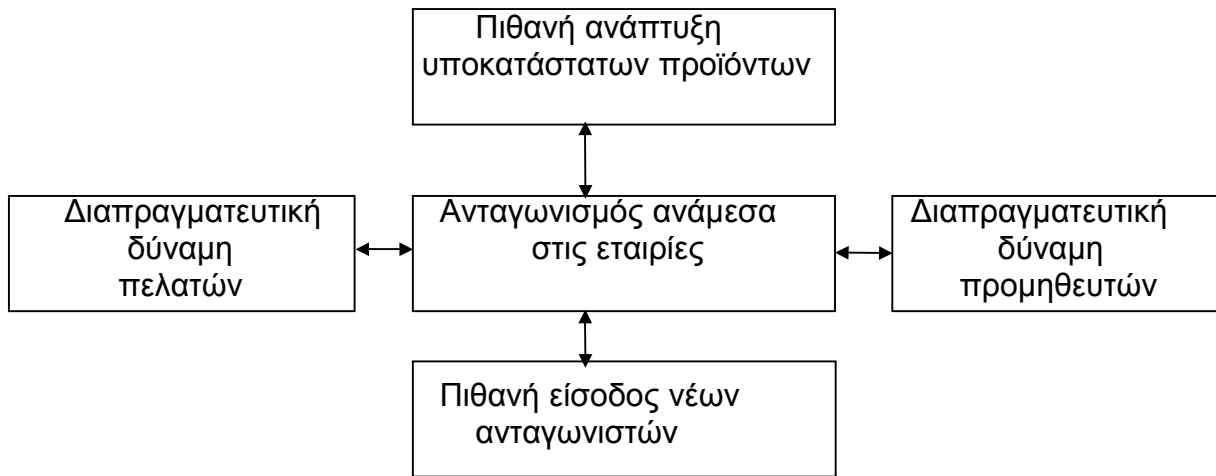 Πιθανή ανάπτυξη
υποκατάστατων προϊόντων
Διαπραγματευτική
δύναμη
πελατών
Ανταγωνισμός ανάμεσα
στις εταιρίες
Διαπραγματευτική
δύναμη
προμηθευτών
Πιθανή είσοδος νέων
ανταγωνιστών